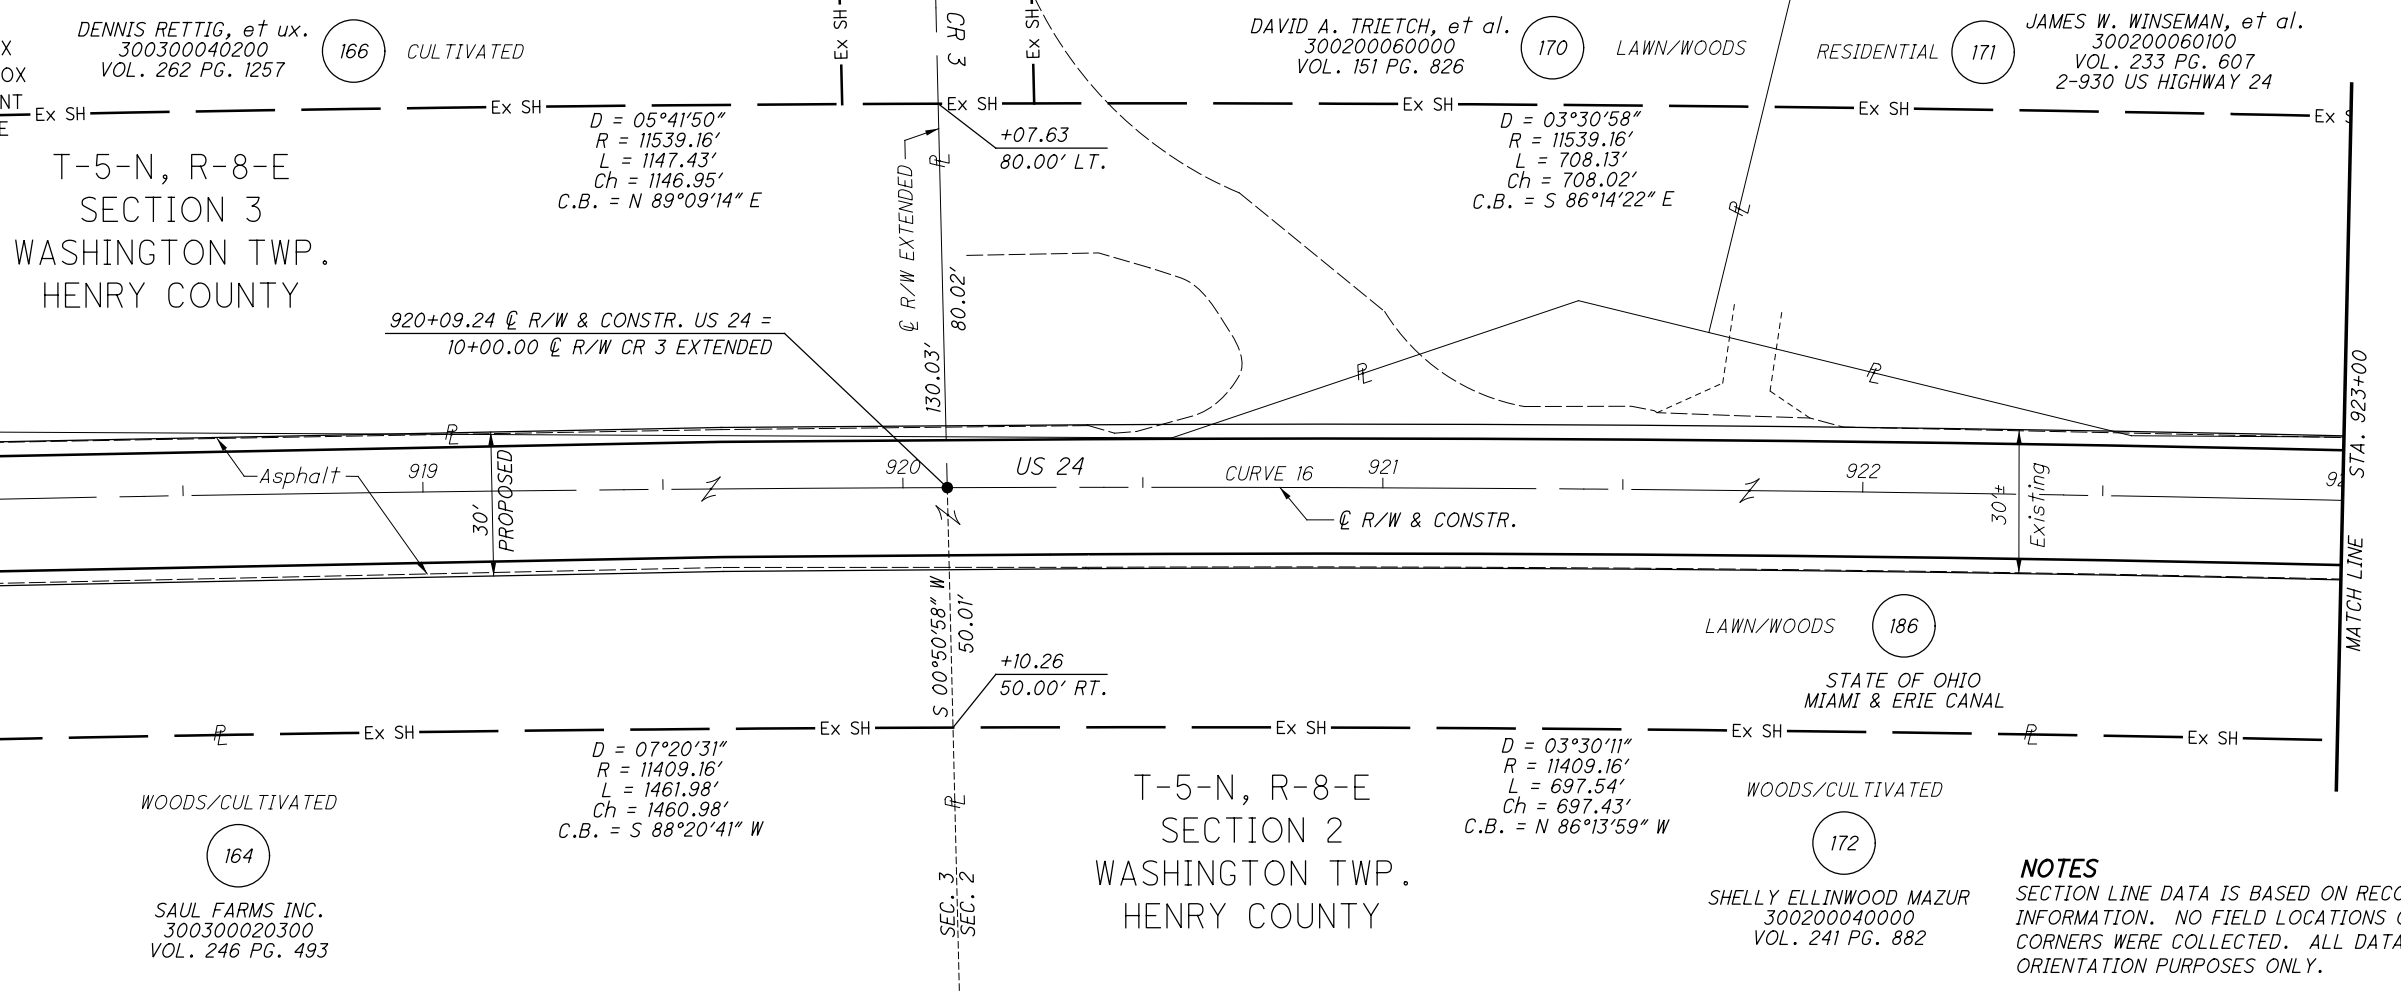 DENNIS RETTIG, et ux.
300300040200
VOL. 262 PG. 1257
166
CULTIVATED
Ex SH
CR 3
Ex SH
DAVID A. TRIETCH, et al.
300200060000
VOL. 151 PG. 826
170
LAWN/WOODS
RESIDENTIAL
171
JAMES W. WINSEMAN, et al.
300200060100
VOL. 233 PG. 607
2-930 US HIGHWAY 24
X
OX
NT
E
Ex SH
Ex SH
Ex SH
Ex SH
Ex SH
Ex S
T-5-N, R-8-E
SECTION 3
WASHINGTON TWP.
HENRY COUNTY
D = 05°41'50"
R = 11539.16'
L = 1147.43'
Ch = 1146.95'
C.B. = N 89°09'14" E
+07.63
80.00' LT.
D = 03°30'58"
R = 11539.16'
L = 708.13'
Ch = 708.02'
C.B. = S 86°14'22" E
℄ R/W EXTENDED
PL
80.02'
130.03'
PL
920+09.24 ℄ R/W & CONSTR. US 24 =
10+00.00 ℄ R/W CR 3 EXTENDED
PL
PL
PL
Asphalt
919
30'
PROPOSED
920
US 24
CURVE 16
921
922
92
℄ R/W & CONSTR.
30'±
Existing
STA. 923+00
MATCH LINE
S 00°50'58" W
50.01'
+10.26
50.00' RT.
LAWN/WOODS
186
STATE OF OHIO
MIAMI & ERIE CANAL
PL
Ex SH
Ex SH
Ex SH
Ex SH
PL
Ex SH
D = 07°20'31"
R = 11409.16'
L = 1461.98'
Ch = 1460.98'
C.B. = S 88°20'41" W
D = 03°30'11"
R = 11409.16'
L = 697.54'
Ch = 697.43'
C.B. = N 86°13'59" W
WOODS/CULTIVATED
164
SAUL FARMS INC.
300300020300
VOL. 246 PG. 493
PL
SEC. 3
SEC. 2
T-5-N, R-8-E
SECTION 2
WASHINGTON TWP.
HENRY COUNTY
WOODS/CULTIVATED
172
SHELLY ELLINWOOD MAZUR
300200040000
VOL. 241 PG. 882
NOTES
SECTION LINE DATA IS BASED ON RECO
INFORMATION. NO FIELD LOCATIONS
CORNERS WERE COLLECTED. ALL DATA
ORIENTATION PURPOSES ONLY.